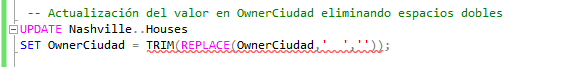 -- Actualización del valor en OwnerCiudad eliminando espacios dobles
UPDATE Nashville..Houses
SET OwnerCiudad = TRIM(REPLACE(OwnerCiudad,'  ',''));